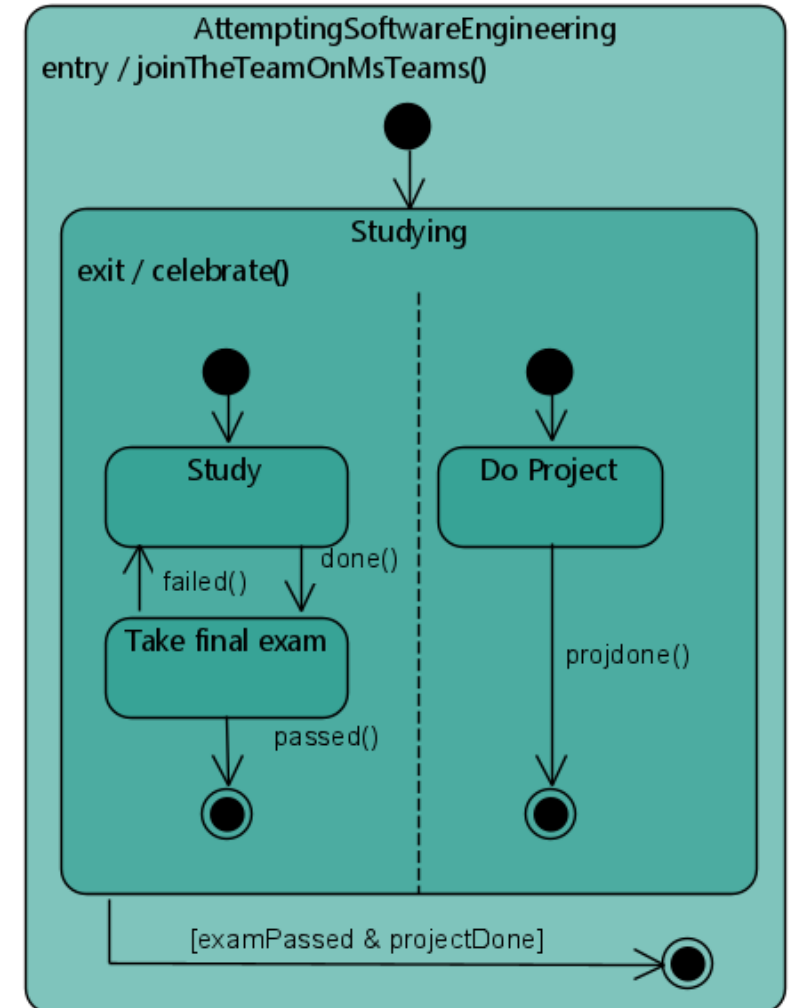 AttemptingSoftwareEngineering
entry / joinTheTeamOnMsTeams()
Studying
exit / celebrate()
Study
Do Project
done()
failed()
Take final exam
projdone()
passed()
[examPassed & projectDone]